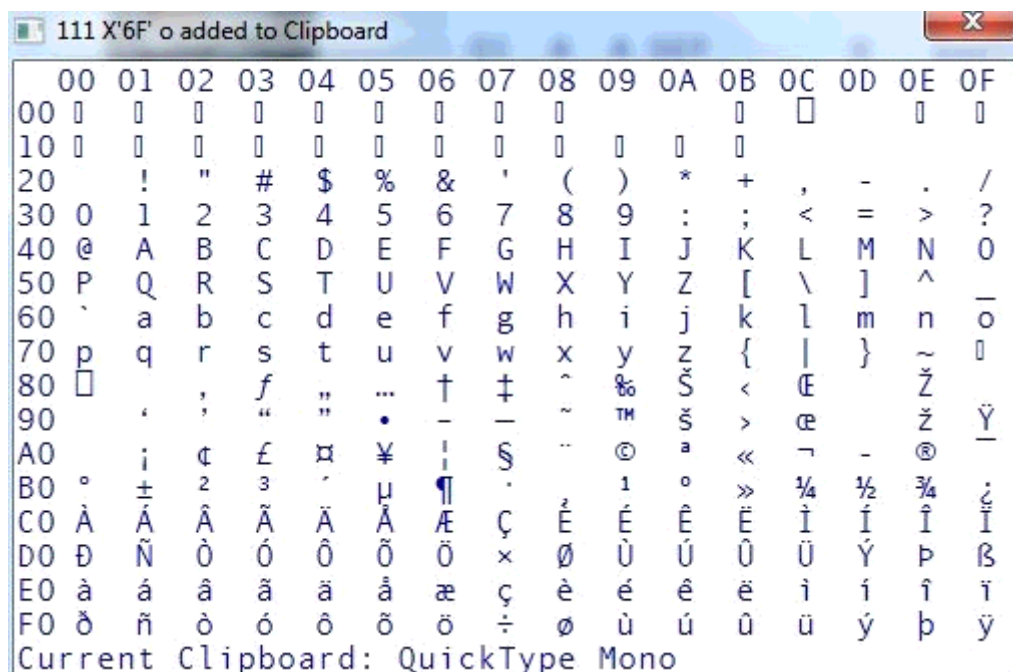 111 X'6F' o added to Clipboard
00 01 02 03 04 05 06 07 08 09 0A 0B 0C 0D 0E 0F
00 ▯ ▯ ▯ ▯ ▯ ▯ ▯ ▯ ▯ ▯ □ ▯ ▯
10 ▯ ▯ ▯ ▯ ▯ ▯ ▯ ▯ ▯ ▯ ▯ ▯
20 ! " # $ % & ' ( ) * + , - . /
30 0 1 2 3 4 5 6 7 8 9 : ; < = > ?
40 @ A B C D E F G H I J K L M N O
50 P Q R S T U V W X Y Z [ \ ] ^ _
60 ` a b c d e f g h i j k l m n o
70 p q r s t u v w x y z { | } ~ ▯
80 □ ‚ ƒ „ … † ‡ ˆ ‰ Š ‹ Œ Ž
90 ‘ ’ “ ” • – — ˜ ™ š › œ ž Ÿ
A0 ¡ ¢ £ ¤ ¥ ¦ § ¨ © ª « ¬ - ® ¯
B0 ° ± ² ³ ´ µ ¶ · ¸ ¹ º » ¼ ½ ¾ ¿
C0 À Á Â Ã Ä Å Æ Ç È É Ê Ë Ì Í Î Ï
D0 Ð Ñ Ò Ó Ô Õ Ö × Ø Ù Ú Û Ü Ý Þ ß
E0 à á â ã ä å æ ç è é ê ë ì í î ï
F0 ð ñ ò ó ô õ ö ÷ ø ù ú û ü ý þ ÿ
Current Clipboard: QuickType Mono